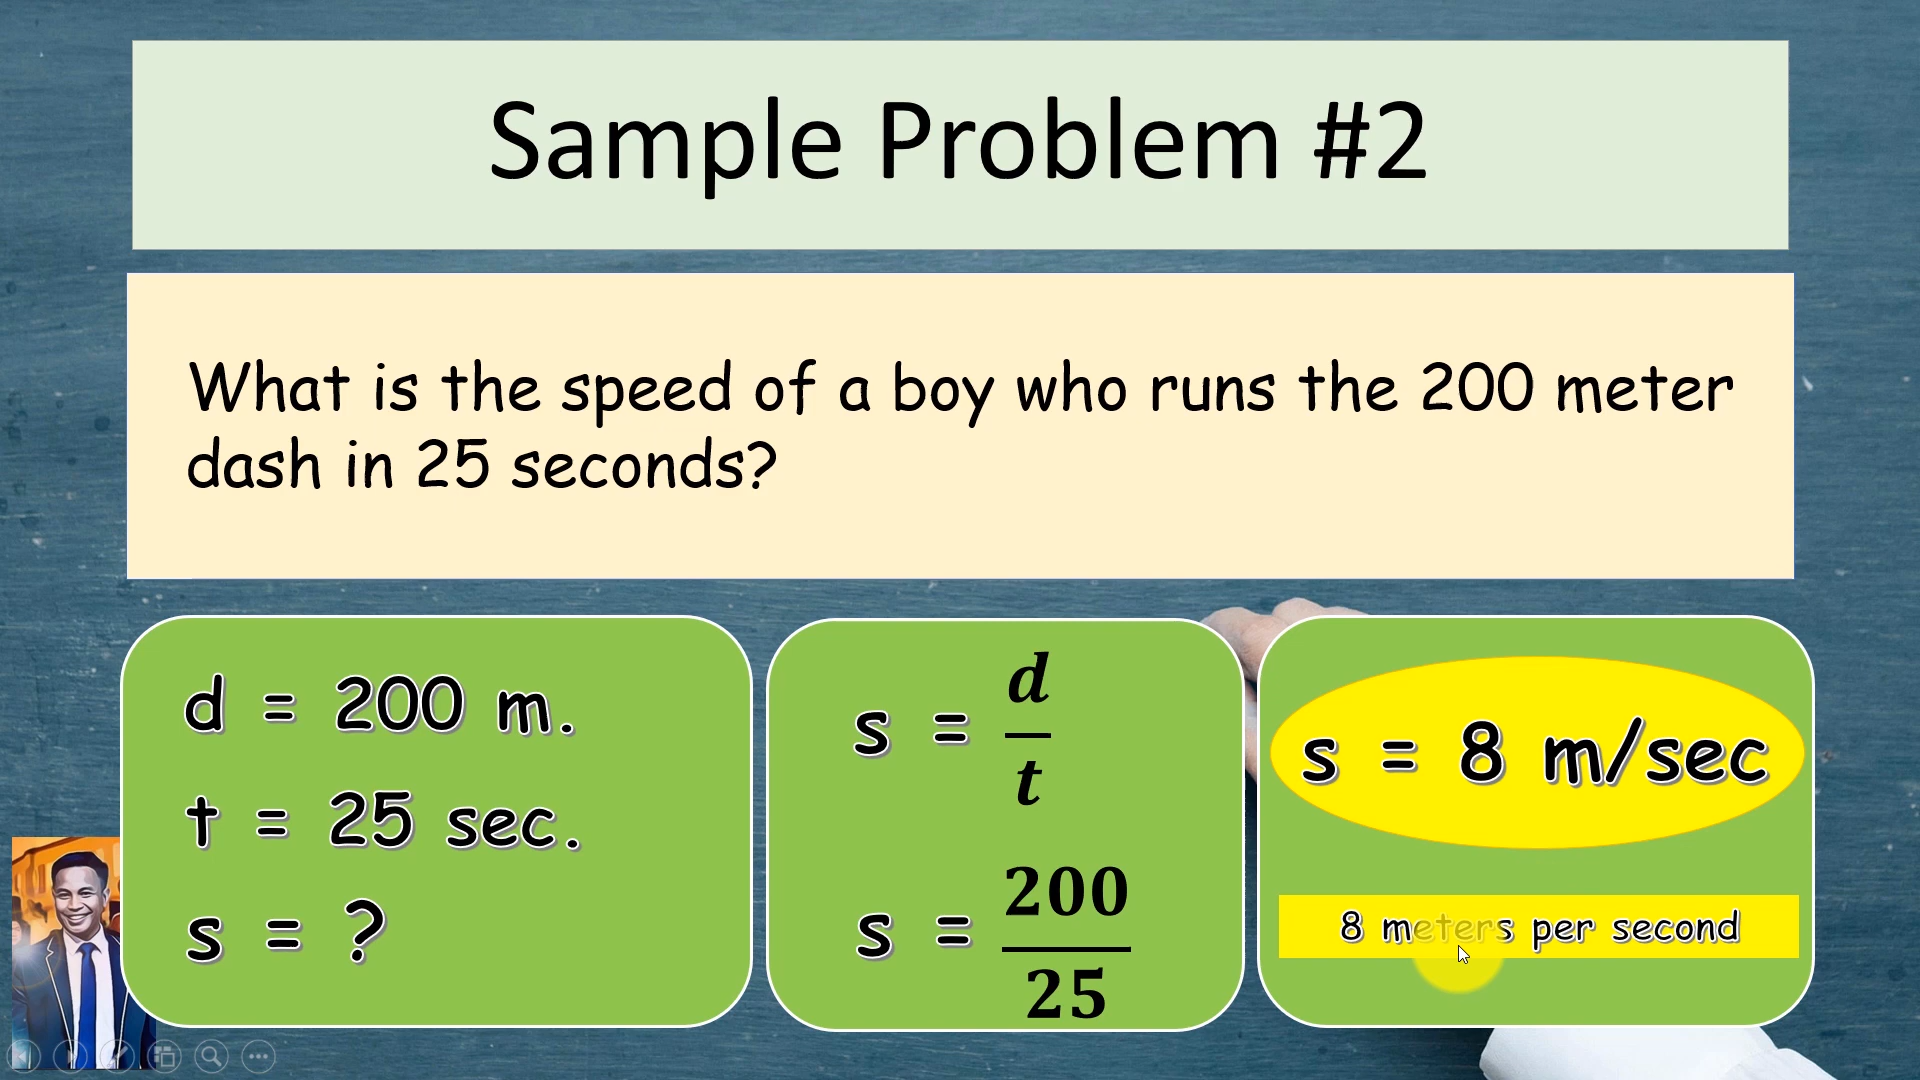 Sample Problem #2
What is the speed of a boy who runs the 200 meter
dash in 25 seconds?
d = 200 m.
t = 25 sec.
s = ?
s = d/t
s = 200/25
s = 8 m/sec
8 meters per second